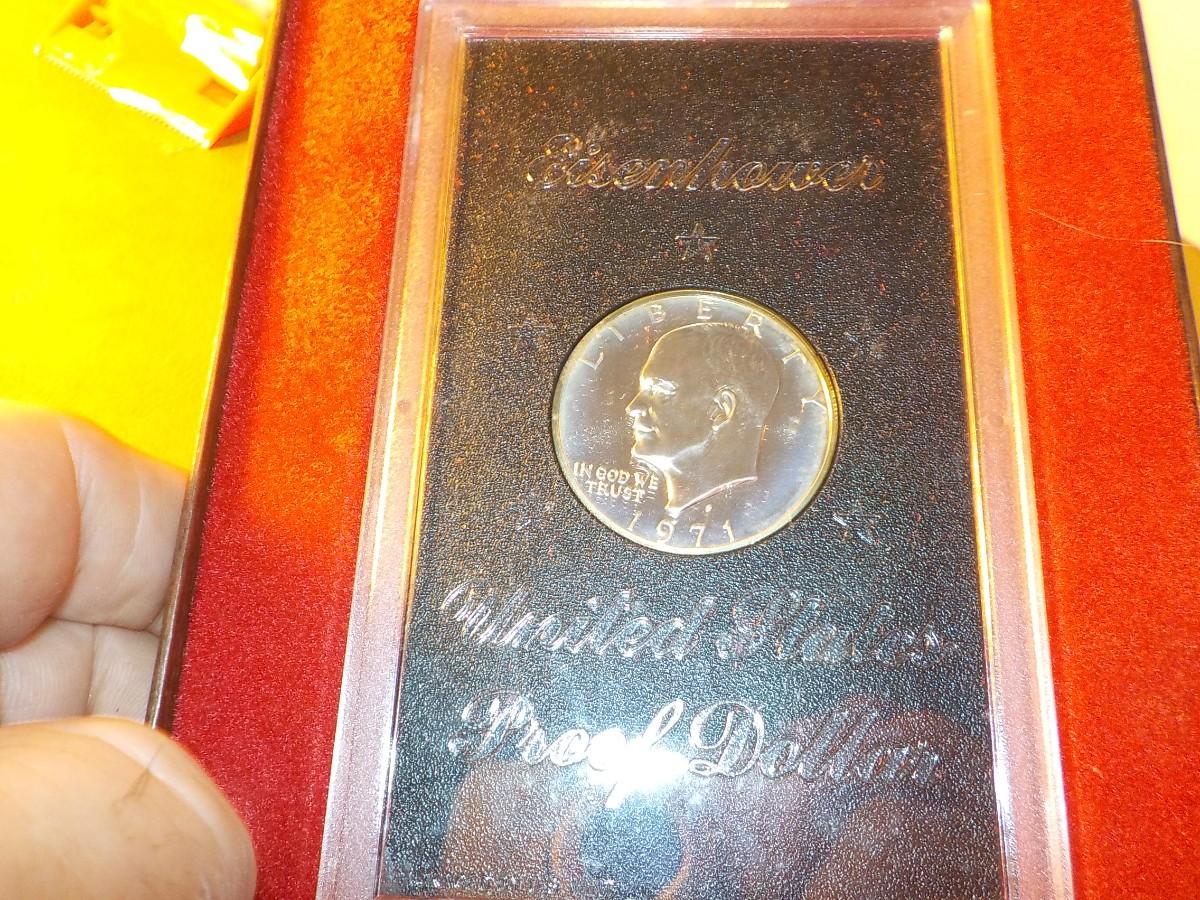 Eisenhower
LIBERTY
IN GOD WE
TRUST
1971
United States
Proof Dollar